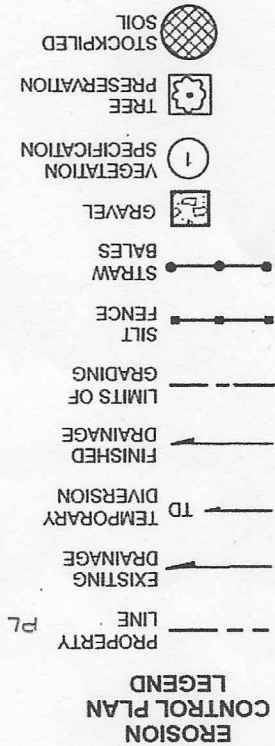 EROSION
CONTROL PLAN
LEGEND
PROPERTY
LINE
PL
EXISTING
DRAINAGE
TEMPORARY
DIVERSION
TD
FINISHED
DRAINAGE
LIMITS OF
GRADING
SILT
FENCE
STRAW
BALES
GRAVEL
VEGETATION
SPECIFICATION
1
TREE
PRESERVATION
STOCKPILED
SOIL